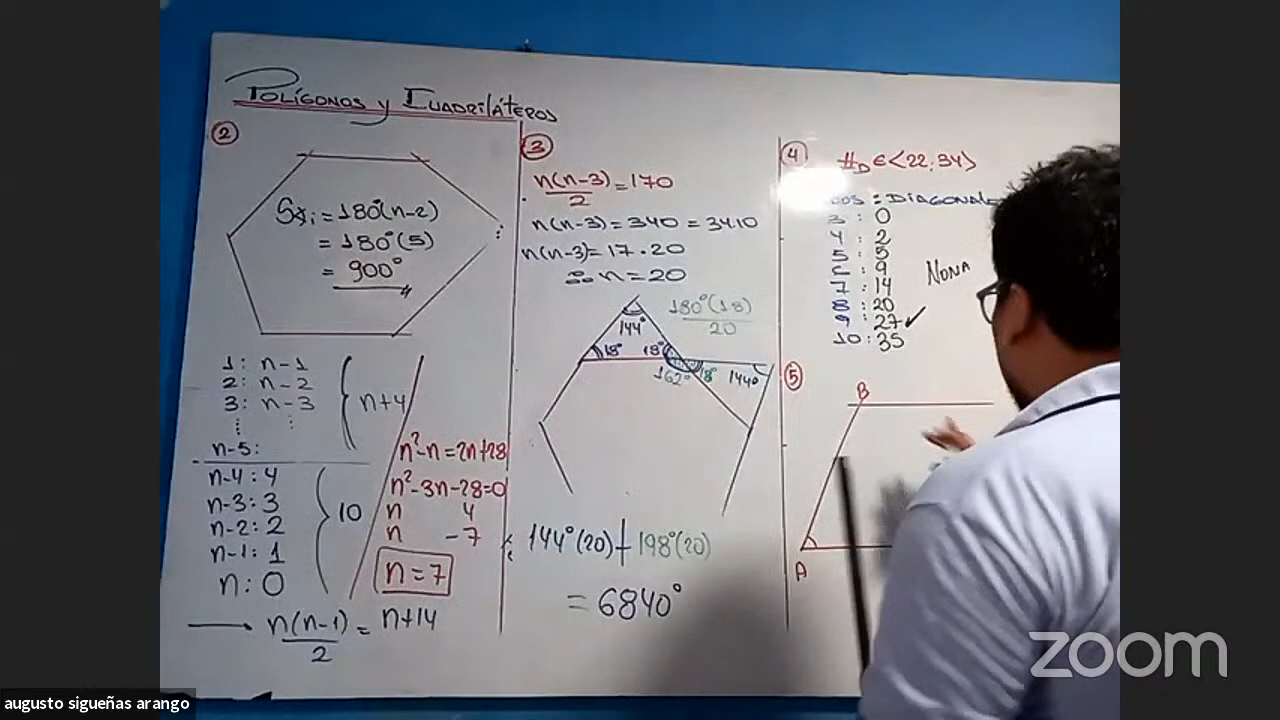 POLÍGONOS y CUADRILÁTEROS
2
S∢i = 180°(n-2)
= 180°(5)
= 900°
1: n-1
2: n-2
3: n-3
⋮ ⋮
n-5:
n+4
n-4: 4
n-3: 3
n-2: 2
n-1: 1
n: 0
10
n(n-1)/2 = n+14
n²-n=2n+28
n²-3n-28=0
n 4
n -7
n=7
3
n(n-3)/2 = 170
n(n-3)=340=34.10
n(n-3)=17.20
∴ n=20
180°(18)/20
144°
18° 18°
162° 18° 144°
144°(20)+198°(20)
= 6840°
4
#D ∈ <22;34>
DOS: DIAGONAL
3: 0
4: 2
5: 5
6: 9
7: 14
8: 20
9: 27 ✓
10: 35
NONA
5
B
A
zoom
augusto sigueñas arango